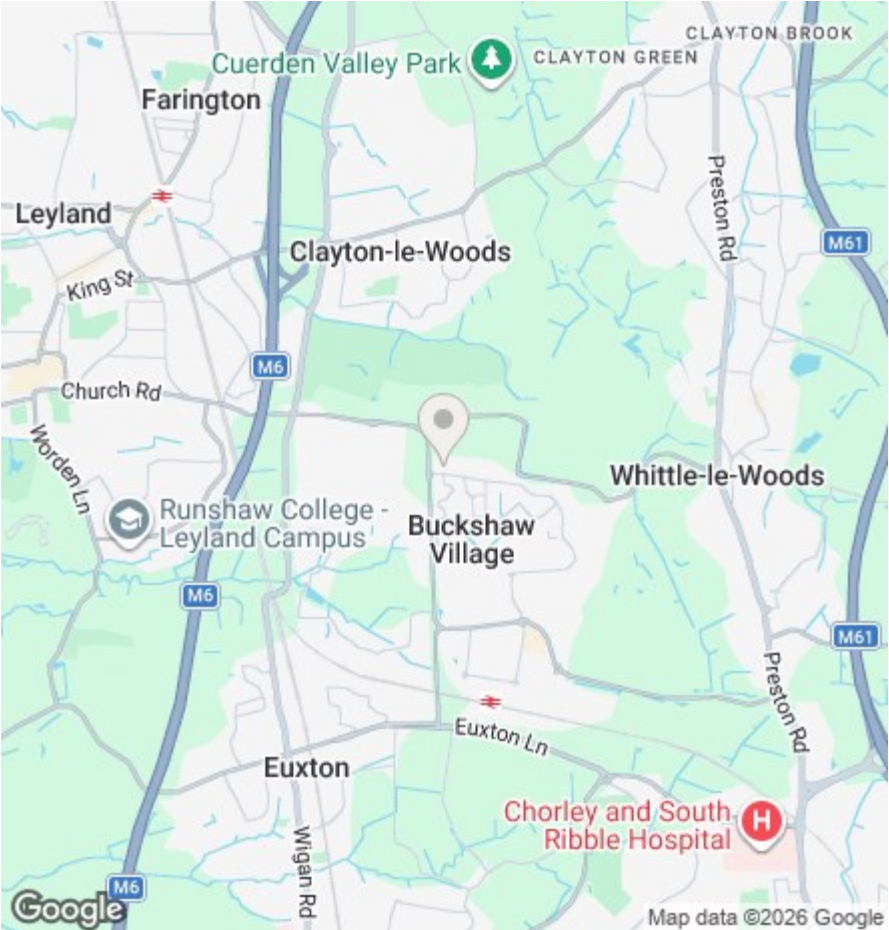 CLAYTON BROOK
Cuerden Valley Park
CLAYTON GREEN
Farington
Preston Rd
Leyland
M61
Clayton-le-Woods
King St
M6
Church Rd
Worden Ln
Whittle-le-Woods
Runshaw College -
Leyland Campus
Buckshaw
Village
M6
M61
Preston Rd
Euxton Ln
Euxton
Chorley and South
Ribble Hospital
H
Wigan Rd
M6
Google
Map data ©2026 Google